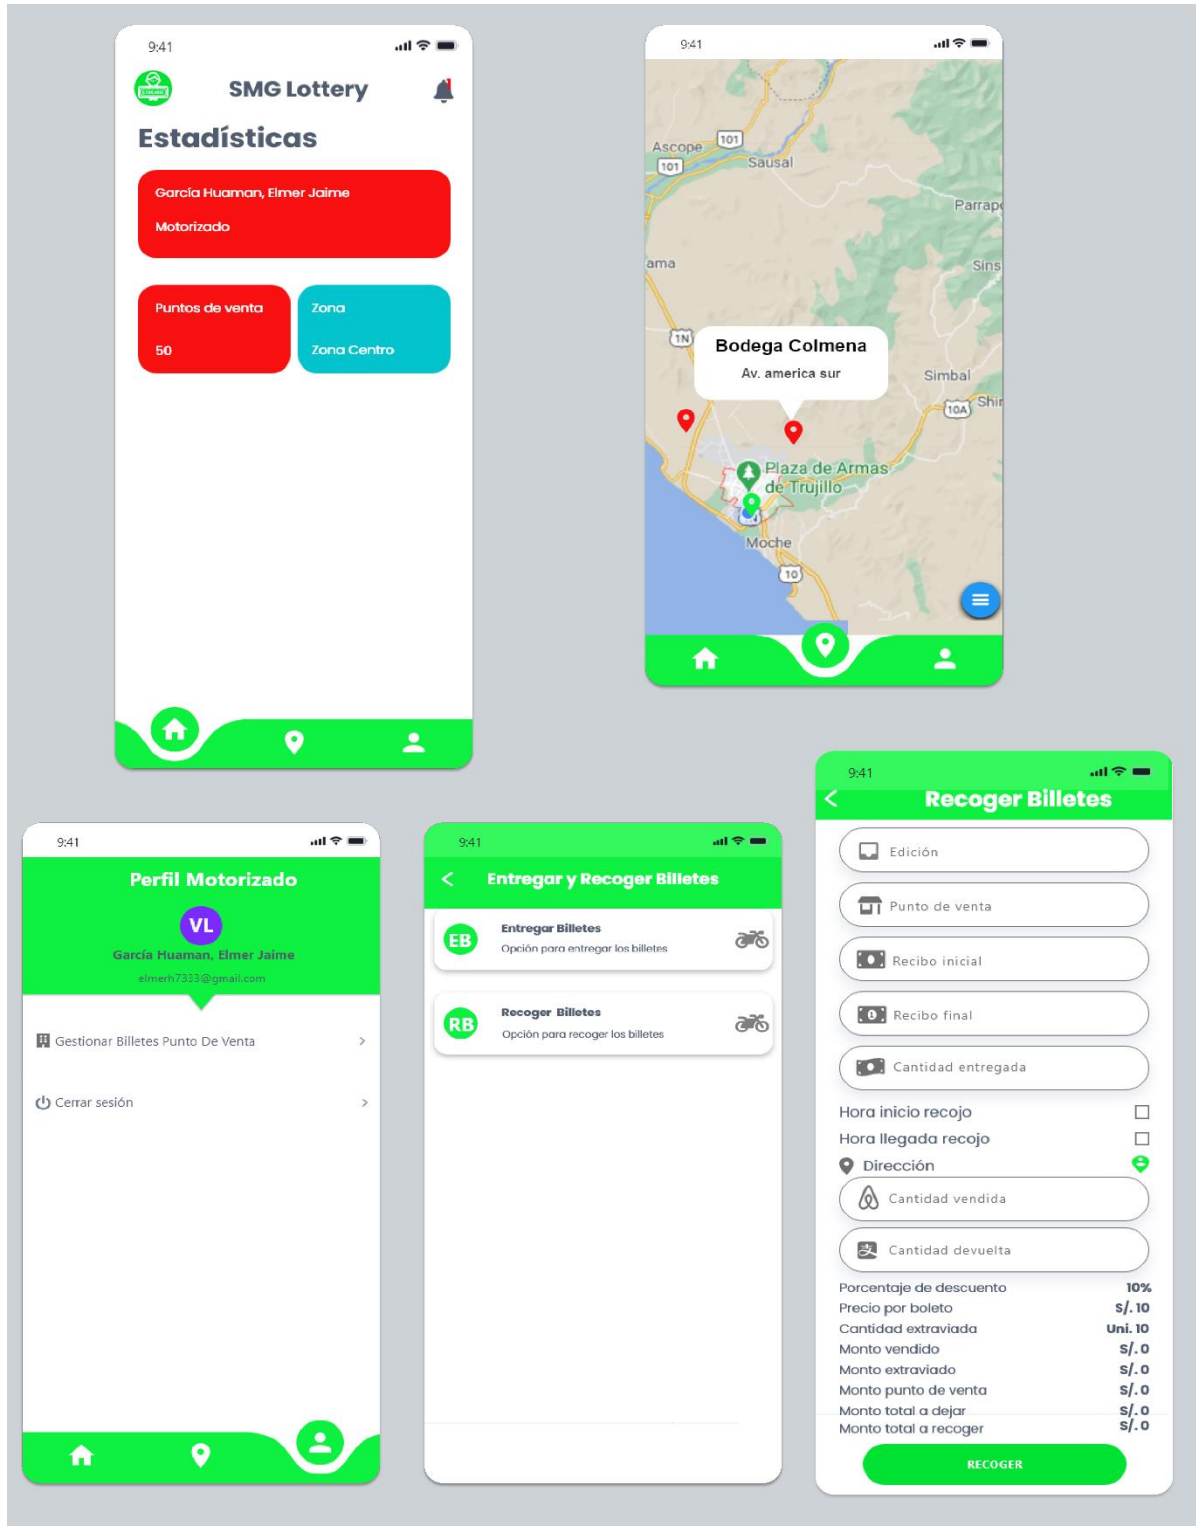 9:41
SMG Lottery
Estadísticas
García Huaman, Elmer Jaime
Motorizado
Puntos de venta
50
Zona
Zona Centro
9:41
Ascope
101
101
Sausal
Parrap
ama
Sins
1N
Bodega Colmena
Av. america sur
Simbal
10A
Shir
Plaza de Armas
de Trujillo
Moche
10
9:41
Perfil Motorizado
VL
García Huaman, Elmer Jaime
elmerh7333@gmail.com
Gestionar Billetes Punto De Venta
Cerrar sesión
9:41
Entregar y Recoger Billetes
EB
Entregar Billetes
Opción para entregar los billetes
RB
Recoger Billetes
Opción para recoger los billetes
9:41
Recoger Billetes
Edición
Punto de venta
Recibo inicial
Recibo final
Cantidad entregada
Hora inicio recojo
Hora llegada recojo
Dirección
Cantidad vendida
Cantidad devuelta
Porcentaje de descuento 10%
Precio por boleto S/. 10
Cantidad extraviada Uni. 10
Monto vendido S/. 0
Monto extraviado S/. 0
Monto punto de venta S/. 0
Monto total a dejar S/. 0
Monto total a recoger S/. 0
RECOGER